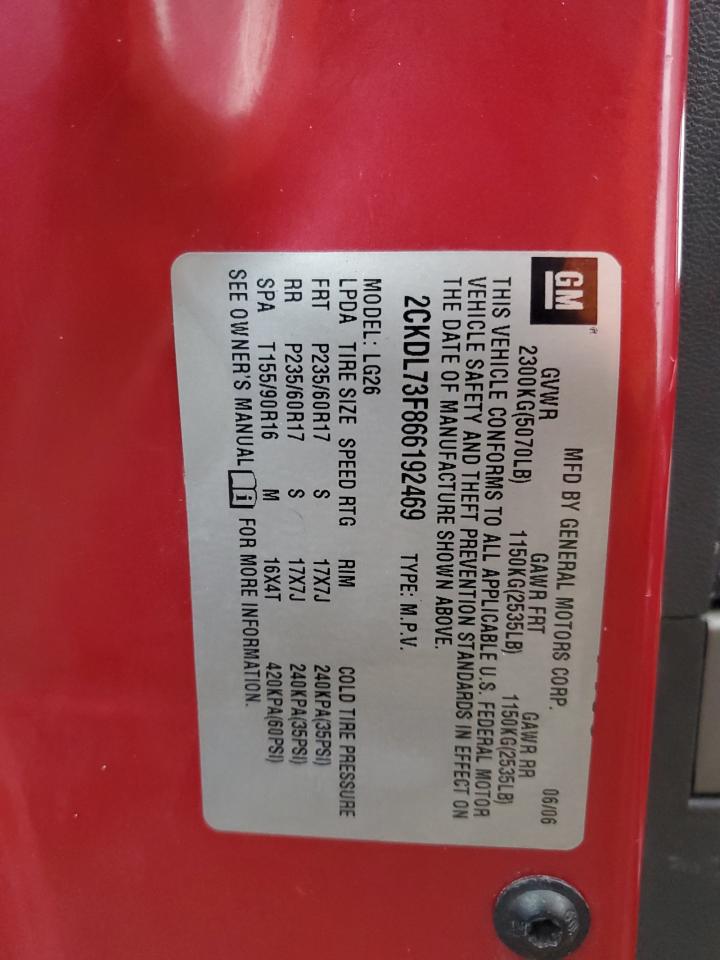 GM®
MFD BY GENERAL MOTORS CORP. 06/06
GVWR GAWR FRT GAWR RR
2300KG(5070LB) 1150KG(2535LB) 1150KG(2535LB)
THIS VEHICLE CONFORMS TO ALL APPLICABLE U.S. FEDERAL MOTOR
VEHICLE SAFETY AND THEFT PREVENTION STANDARDS IN EFFECT ON
THE DATE OF MANUFACTURE SHOWN ABOVE.
2CKDL73F866192469 TYPE: M.P.V.
MODEL: LG26
LPDA TIRE SIZE SPEED RTG RIM COLD TIRE PRESSURE
FRT P235/60R17 S 17X7J 240KPA(35PSI)
RR P235/60R17 S 17X7J 240KPA(35PSI)
SPA T155/90R16 M 16X4T 420KPA(60PSI)
SEE OWNER'S MANUAL i FOR MORE INFORMATION.